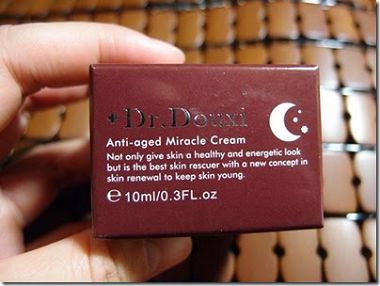 +Dr.Douxi
Anti-aged Miracle Cream
Not only give skin a healthy and energetic look
but is the best skin rescuer with a new concept in
skin renewal to keep skin young.
℮ 10ml/0.3FL.oz